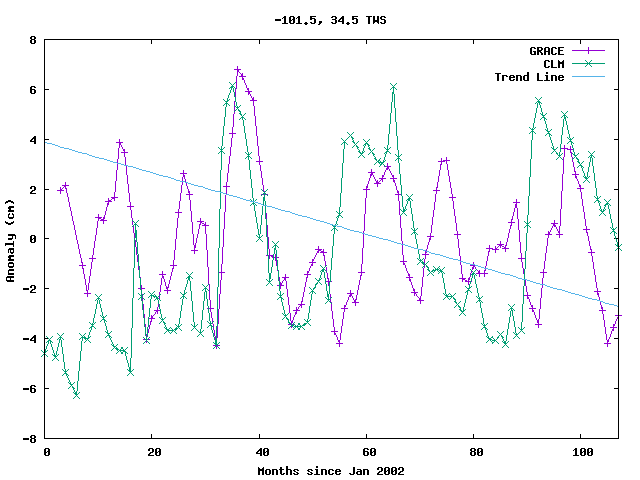 -101.5, 34.5 TWS
GRACE
CLM
Trend Line
8
6
4
2
0
-2
-4
-6
-8
Anomaly (cm)
0 20 40 60 80 100
Months since Jan 2002